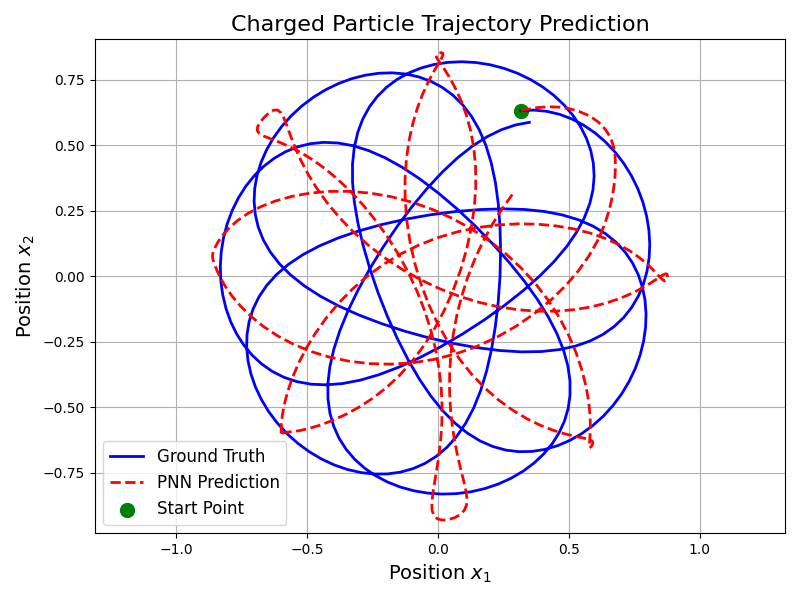 Charged Particle Trajectory Prediction
Position x₂
0.75
0.50
0.25
0.00
−0.25
−0.50
−0.75
Ground Truth
PNN Prediction
Start Point
−1.0
−0.5
0.0
0.5
1.0
Position x₁